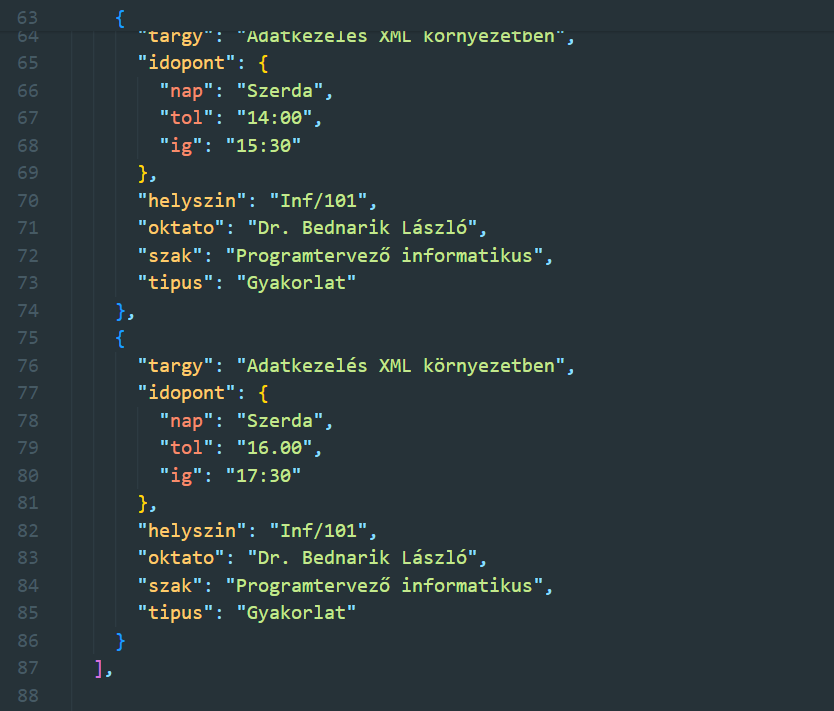 63 {
64 "targy": "Adatkezelés XML környezetben",
65 "idopont": {
66 "nap": "Szerda",
67 "tol": "14:00",
68 "ig": "15:30"
69 },
70 "helyszin": "Inf/101",
71 "oktato": "Dr. Bednarik László",
72 "szak": "Programtervező informatikus",
73 "tipus": "Gyakorlat"
74 },
75 {
76 "targy": "Adatkezelés XML környezetben",
77 "idopont": {
78 "nap": "Szerda",
79 "tol": "16.00",
80 "ig": "17:30"
81 },
82 "helyszin": "Inf/101",
83 "oktato": "Dr. Bednarik László",
84 "szak": "Programtervező informatikus",
85 "tipus": "Gyakorlat"
86 }
87 ],
88